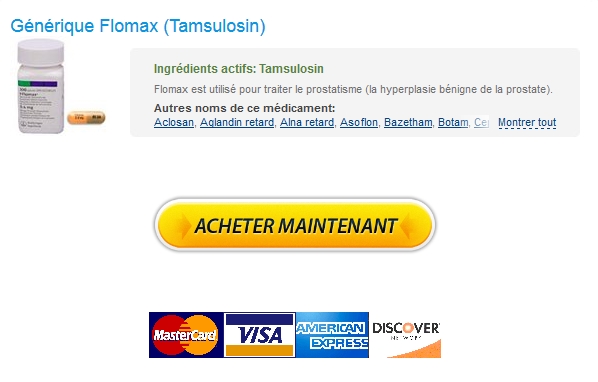 Générique Flomax (Tamsulosin)
Ingrédients actifs: Tamsulosin
Flomax est utilisé pour traiter le prostatisme (la hyperplasie bénigne de la prostate).
Autres noms de ce médicament:
Aclosan, Aglandin retard, Alna retard, Asoflon, Bazetham, Botam, Montrer tout
ACHETER MAINTENANT
MasterCard VISA AMERICAN EXPRESS DISCOVER NETWORK